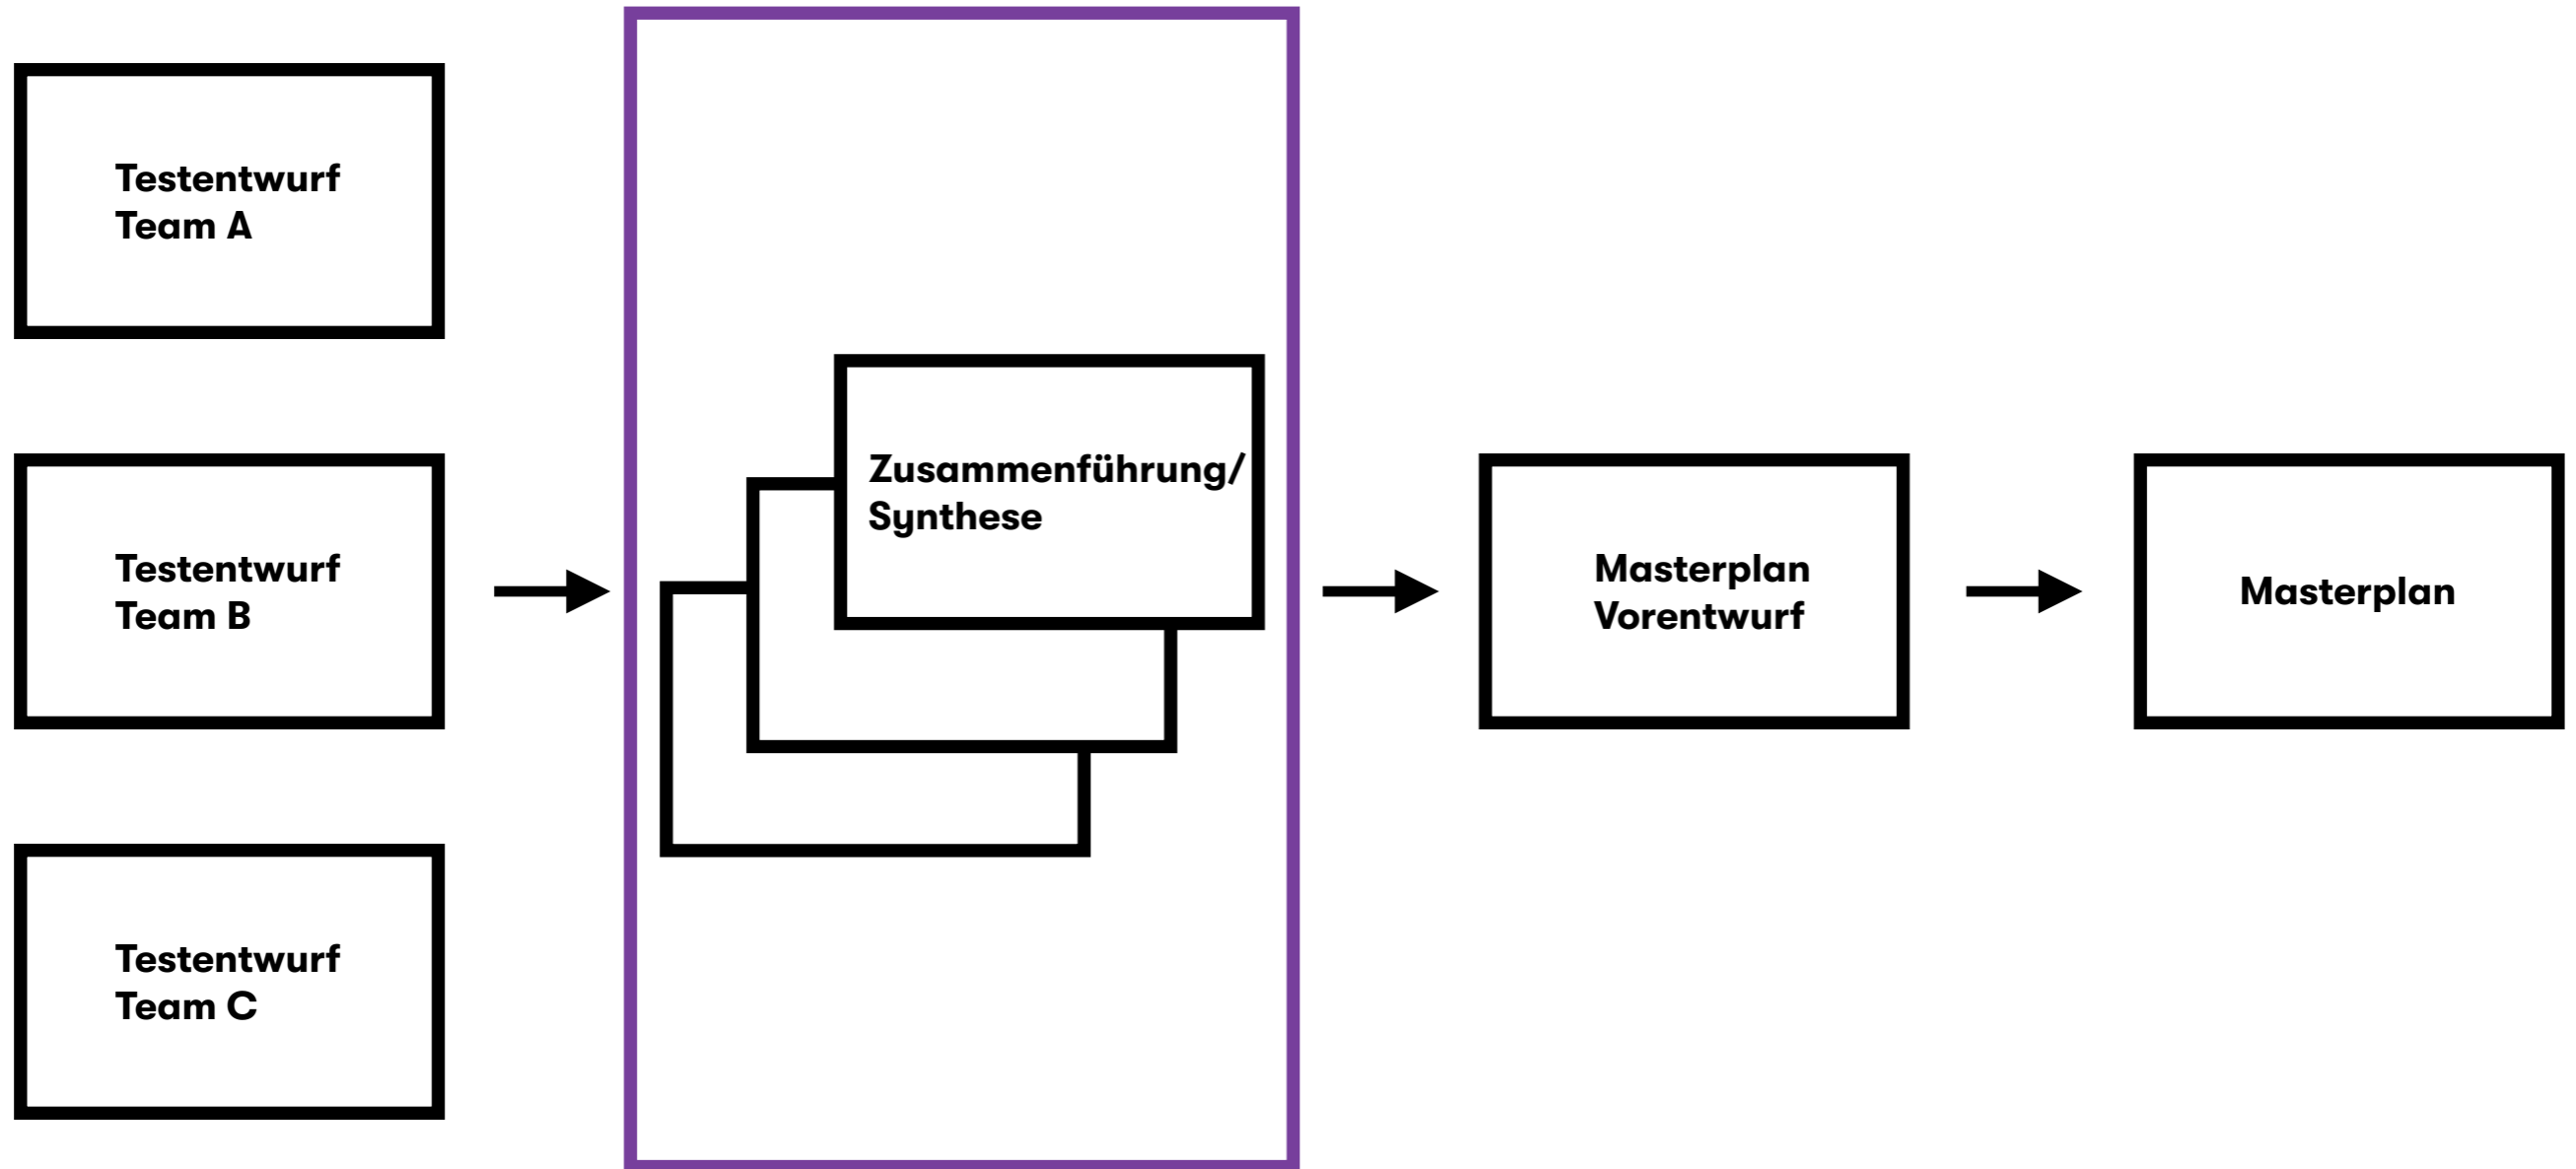 Testentwurf
Team A
Testentwurf
Team B
Testentwurf
Team C
Zusammenführung/
Synthese
Masterplan
Vorentwurf
Masterplan